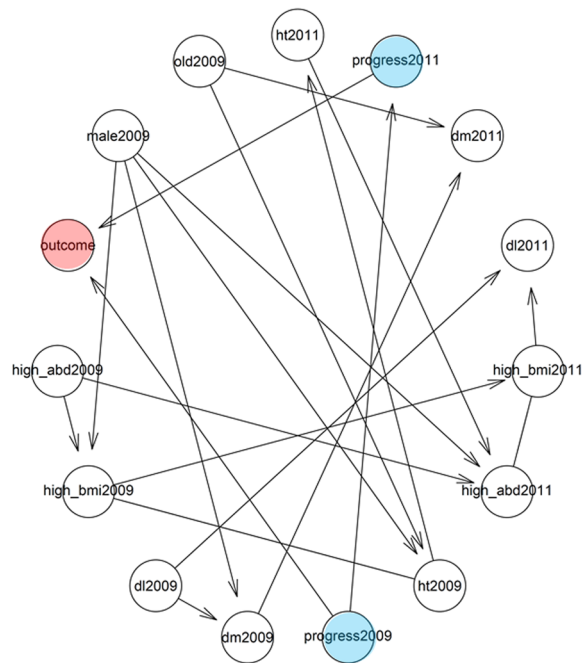 ht2011
old2009
progress2011
male2009
dm2011
outcome
dl2011
high_abd2009
high_bmi2011
high_bmi2009
high_abd2011
dl2009
ht2009
dm2009
progress2009